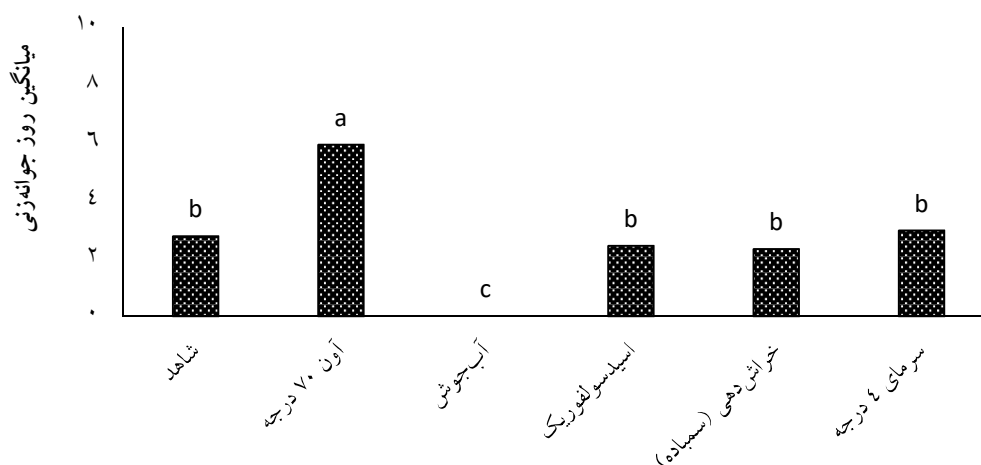 میانگین روز جوانه‌زنی
۱۰
۸
۶
۴
۲
۰
b
a
c
b
b
b
شاهد
آون ۷۰ درجه
آب‌جوش
اسیدسولفوریک
خراش‌دهی (سمباده)
سرمای ۴ درجه